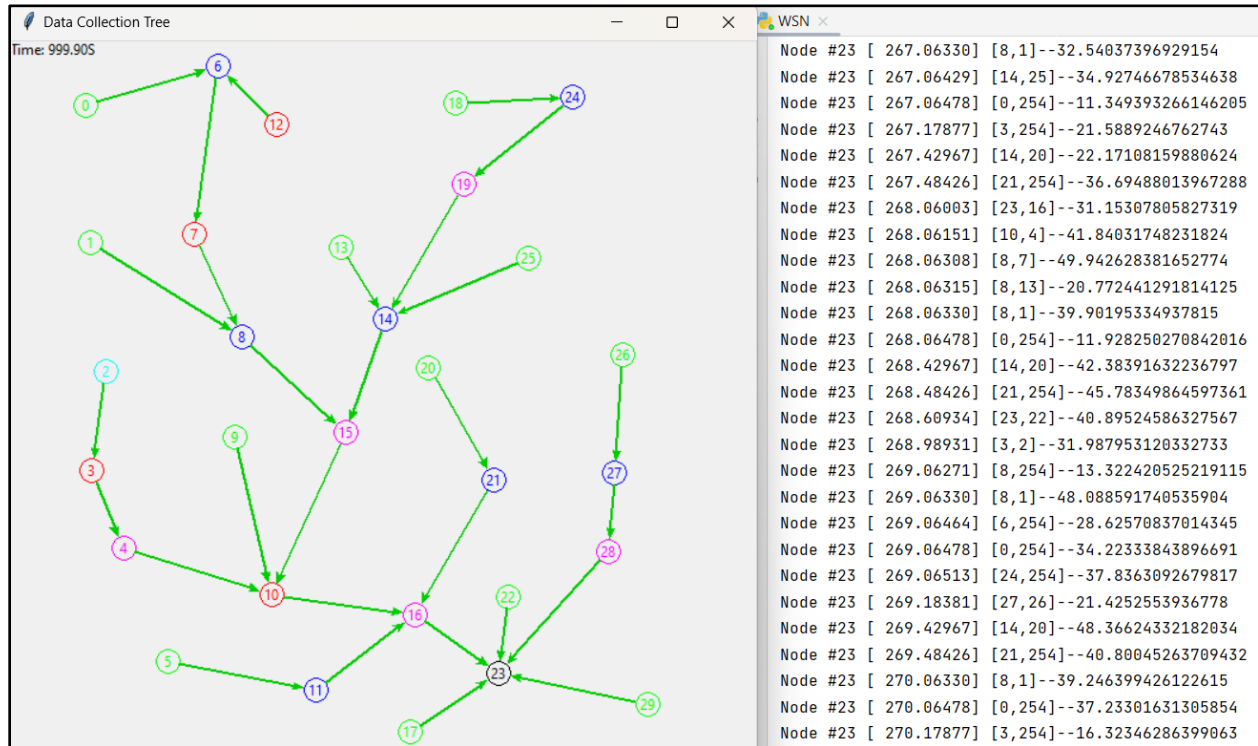 Data Collection Tree
Time: 999.90S
6
24
0
18
12
19
7
1
13
25
14
8
26
2
20
15
9
3
21
27
4
28
10
22
16
5
23
11
29
17
WSN
Node #23 [ 267.06330] [8,1]--32.54037396929154
Node #23 [ 267.06429] [14,25]--34.92746678534638
Node #23 [ 267.06478] [0,254]--11.349393266146205
Node #23 [ 267.17877] [3,254]--21.5889246762743
Node #23 [ 267.42967] [14,20]--22.17108159880624
Node #23 [ 267.48426] [21,254]--36.69488013967288
Node #23 [ 268.06003] [23,16]--31.15307805827319
Node #23 [ 268.06151] [10,4]--41.84031748231824
Node #23 [ 268.06308] [8,7]--49.942628381652774
Node #23 [ 268.06315] [8,13]--20.772441291814125
Node #23 [ 268.06330] [8,1]--39.90195334937815
Node #23 [ 268.06478] [0,254]--11.928250270842016
Node #23 [ 268.42967] [14,20]--42.38391632236797
Node #23 [ 268.48426] [21,254]--45.78349864597361
Node #23 [ 268.60934] [23,22]--40.89524586327567
Node #23 [ 268.98931] [3,2]--31.987953120332733
Node #23 [ 269.06271] [8,254]--13.322420525219115
Node #23 [ 269.06330] [8,1]--48.088591740535904
Node #23 [ 269.06464] [6,254]--28.62570837014345
Node #23 [ 269.06478] [0,254]--34.22333843896691
Node #23 [ 269.06513] [24,254]--37.8363092679817
Node #23 [ 269.18381] [27,26]--21.4252553936778
Node #23 [ 269.42967] [14,20]--48.36624332182034
Node #23 [ 269.48426] [21,254]--40.80045263709432
Node #23 [ 270.06330] [8,1]--39.246399426122615
Node #23 [ 270.06478] [0,254]--37.23301631305854
Node #23 [ 270.17877] [3,254]--16.32346286399063